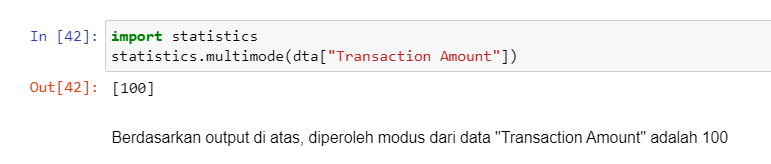 In [42]: import statistics
statistics.multimode(dta["Transaction Amount"])
Out[42]: [100]
Berdasarkan output di atas, diperoleh modus dari data "Transaction Amount" adalah 100